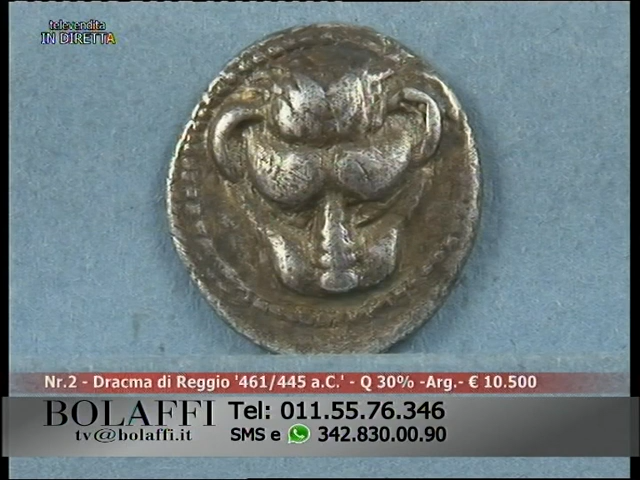 televendita
IN DIRETTA
Nr.2 - Dracma di Reggio '461/445 a.C.' - Q 30% -Arg.- € 10.500
BOLAFFI Tel: 011.55.76.346
tv@bolaffi.it SMS e 342.830.00.90